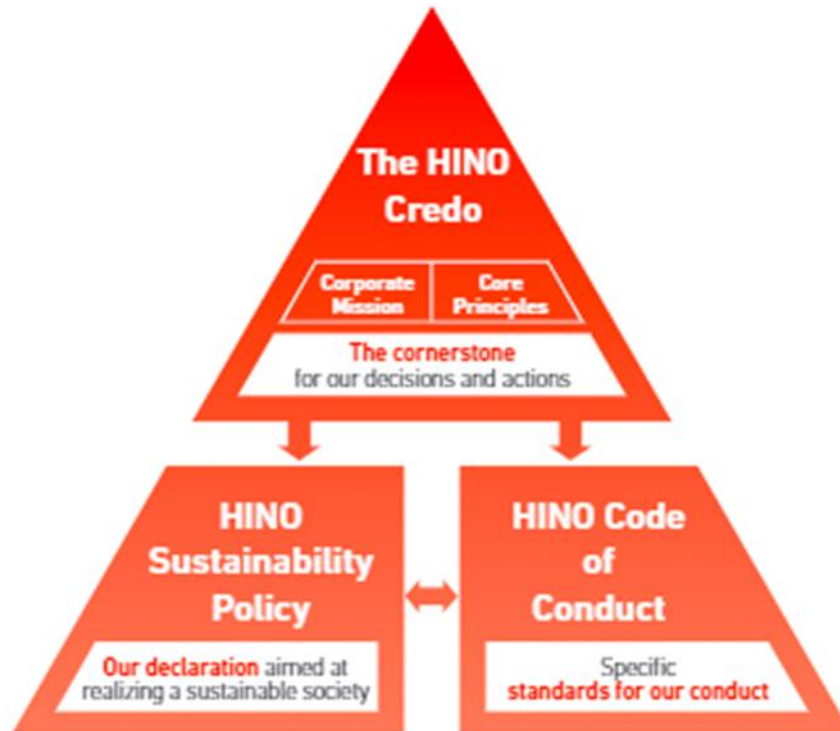 The HINO
Credo
Corporate
Mission
Core
Principles
The cornerstone
for our decisions and actions
HINO
Sustainability
Policy
Our declaration aimed at
realizing a sustainable society
HINO Code
of
Conduct
Specific
standards for our conduct